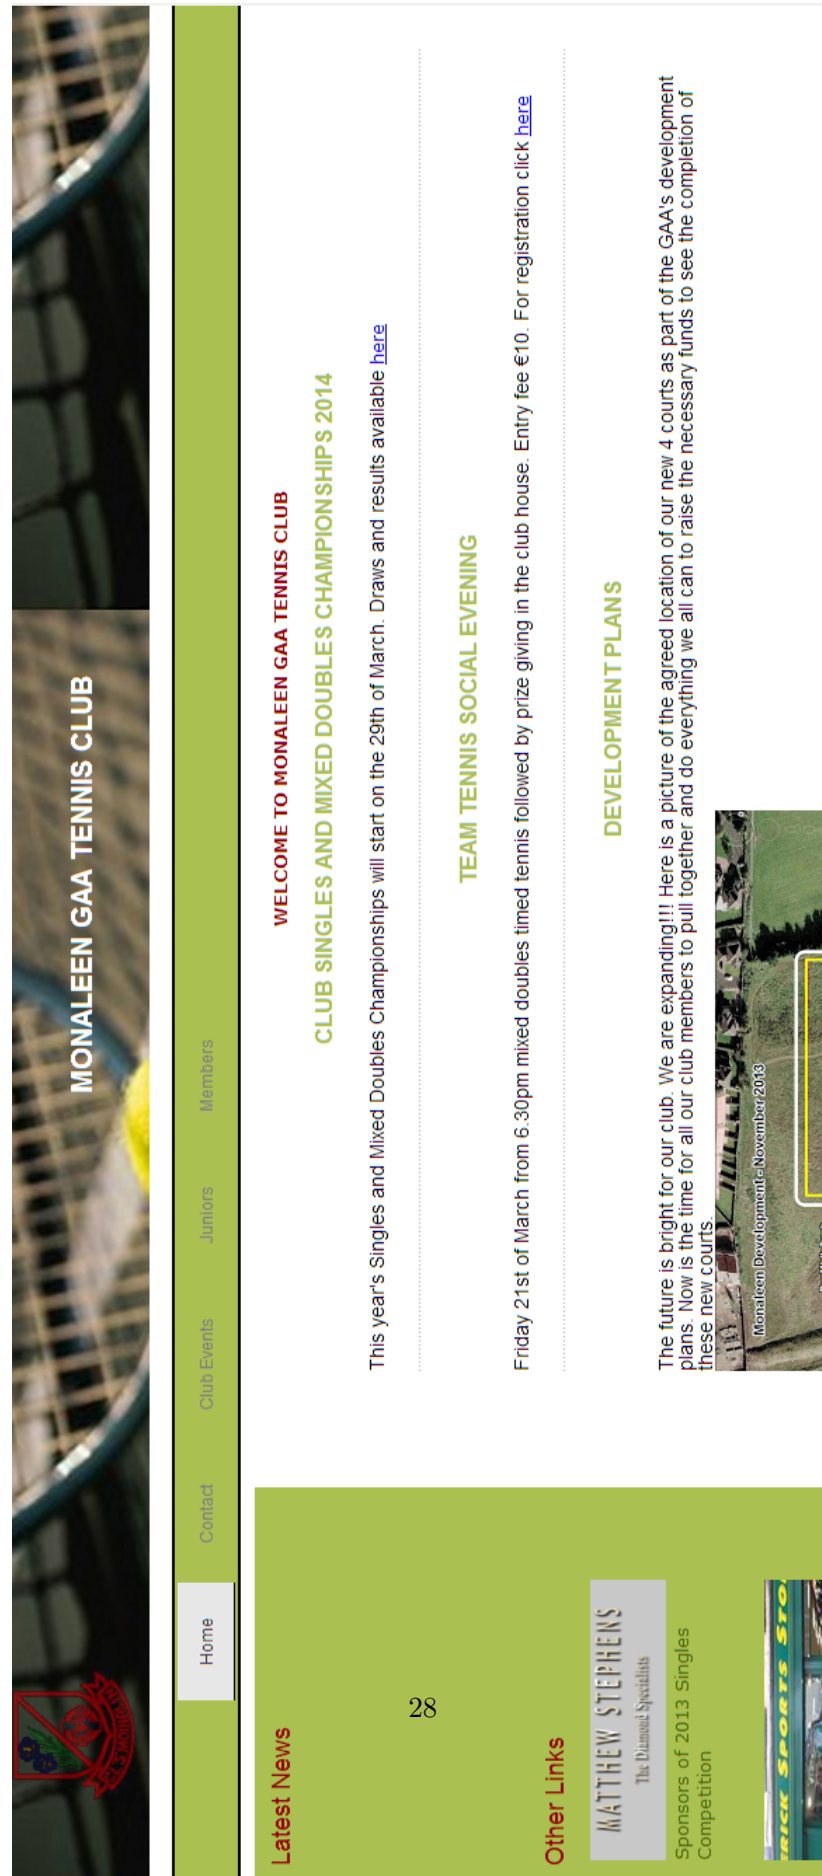 MONALEEN GAA TENNIS CLUB
Home
Contact
Club Events
Juniors
Members
Latest News
Other Links
MATTHEW STEPHENS
The Diamond Specialists
Sponsors of 2013 Singles
Competition
SPORTS
WELCOME TO MONALEEN GAA TENNIS CLUB
CLUB SINGLES AND MIXED DOUBLES CHAMPIONSHIPS 2014
This year's Singles and Mixed Doubles Championships will start on the 29th of March. Draws and results available here
TEAM TENNIS SOCIAL EVENING
Friday 21st of March from 6.30pm mixed doubles timed tennis followed by prize giving in the club house. Entry fee €10. For registration click here
DEVELOPMENT PLANS
The future is bright for our club. We are expanding!!! Here is a picture of the agreed location of our new 4 courts as part of the GAA's development
plans. Now is the time for all our club members to pull together and do everything we all can to raise the necessary funds to see the completion of
these new courts.
Monaleen Development - November 2013
28